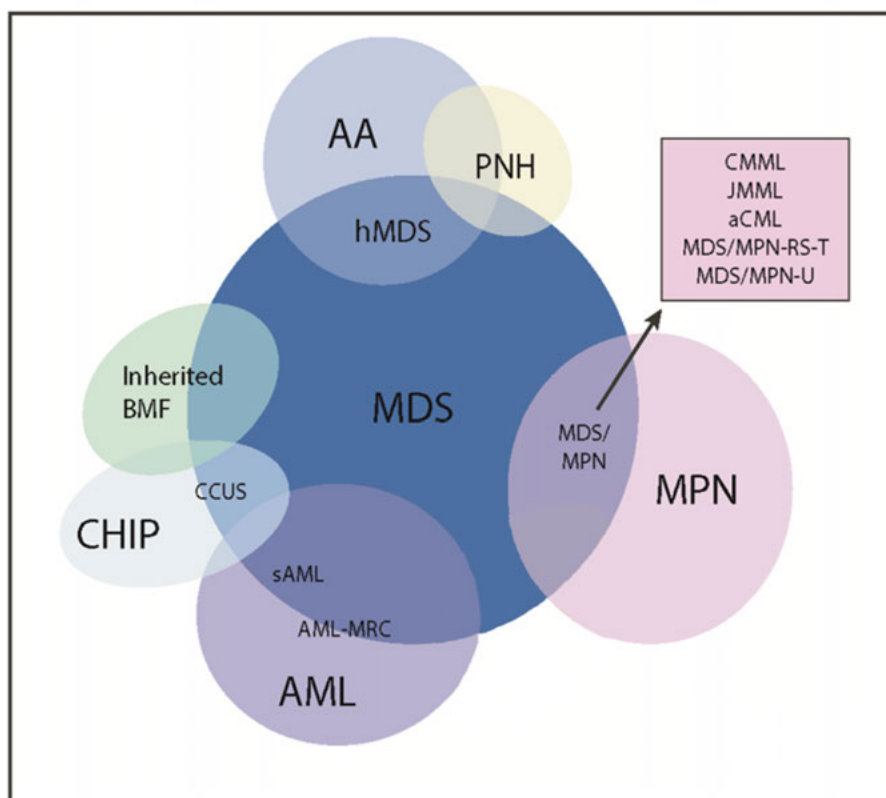 AA
PNH
hMDS
CMML
JMML
aCML
MDS/MPN-RS-T
MDS/MPN-U
Inherited
BMF
MDS
MDS/
MPN
MPN
CCUS
CHIP
sAML
AML-MRC
AML